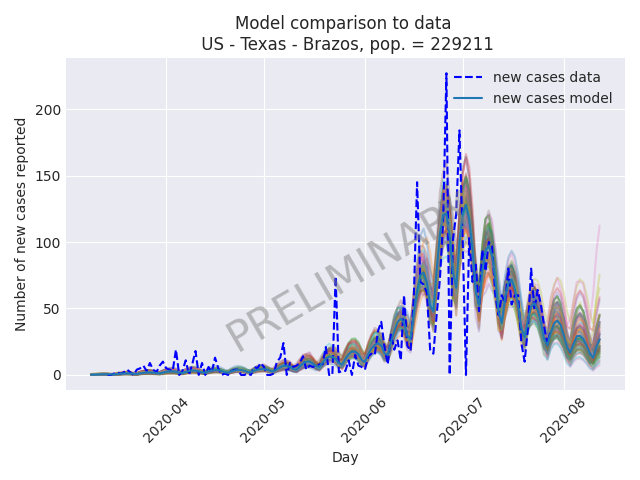 Model comparison to data
US - Texas - Brazos, pop. = 229211
new cases data
new cases model
PRELIMINARY
Number of new cases reported
200
150
100
50
0
2020-04
2020-05
2020-06
2020-07
2020-08
Day